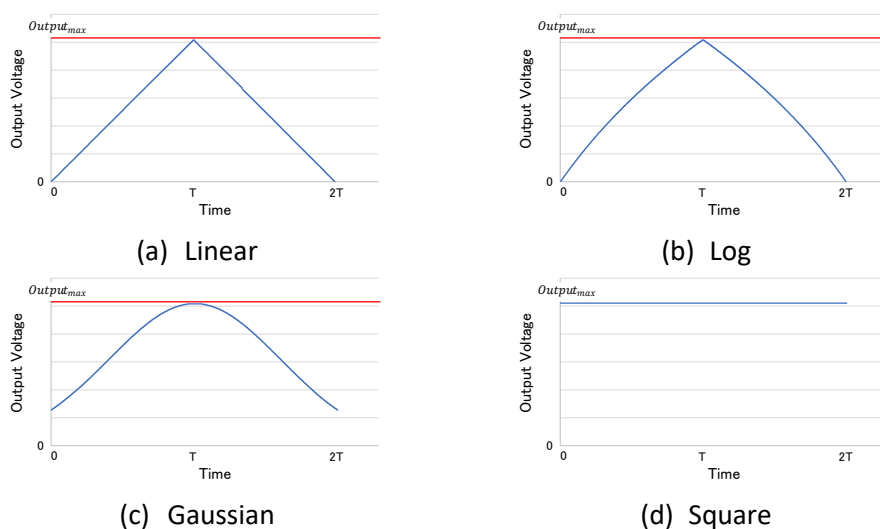 Output_max
Output Voltage
0
0 T 2T
Time
(a) Linear
Output_max
Output Voltage
0
0 T 2T
Time
(b) Log
Output_max
Output Voltage
0
0 T 2T
Time
(c) Gaussian
Output_max
Output Voltage
0
0 T 2T
Time
(d) Square